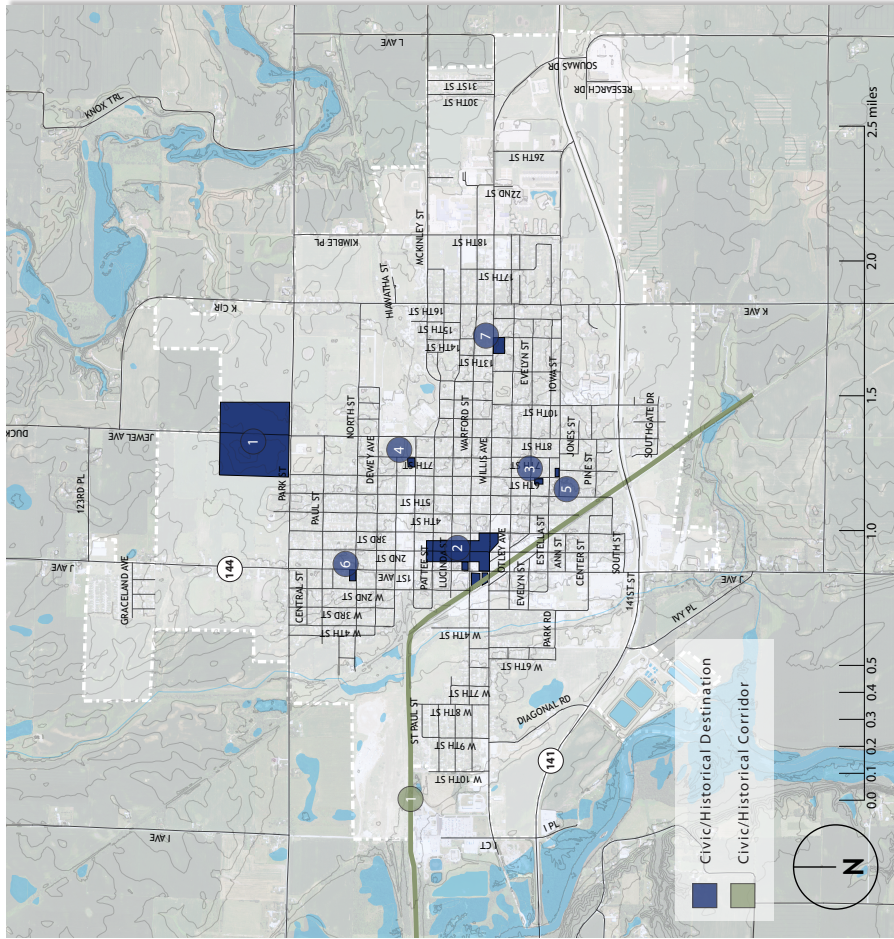 L AVE
SOUMAS DR
RESEARCH DR
31ST ST
30TH ST
KNOX TRL
26TH ST
22ND ST
2.5 miles
MCKINLEY ST
KIMBLE PL
18TH ST
17TH ST
2.0
HIAWATHA ST
K CIR
K AVE
16TH ST
15TH ST
14TH ST
13TH ST
7
EVELYN ST
IOWA ST
DUCK
JEWEL AVE
1
PARK ST
NORTH ST
DEWEY AVE
4
7TH ST
WARFORD ST
WILLIS AVE
10TH ST
8TH ST
JONES ST
SOUTHGATE DR
1.5
3
7
6TH ST
5
PINE ST
123RD PL
PAUL ST
5TH ST
4TH ST
3RD ST
2ND ST
1ST AVE
PATTEE ST
LUCINDA ST
2
OTLEY AVE
ESTELLA ST
ANN ST
CENTER ST
SOUTH ST
1.0
J AVE
144
GRACELAND AVE
6
CENTRAL ST
W 2ND ST
W 3RD ST
W 4TH ST
W 4TH ST
EVELYN ST
PARK RD
141ST ST
J AVE
IVY PL
W 6TH ST
W 7TH ST
W 8TH ST
W 9TH ST
W 10TH ST
ST PAUL ST
DIAGONAL RD
141
1
I AVE
I CT
I PL
Civic/Historical Destination
Civic/Historical Corridor
0.0
0.1
0.2
0.3
0.4
0.5
N